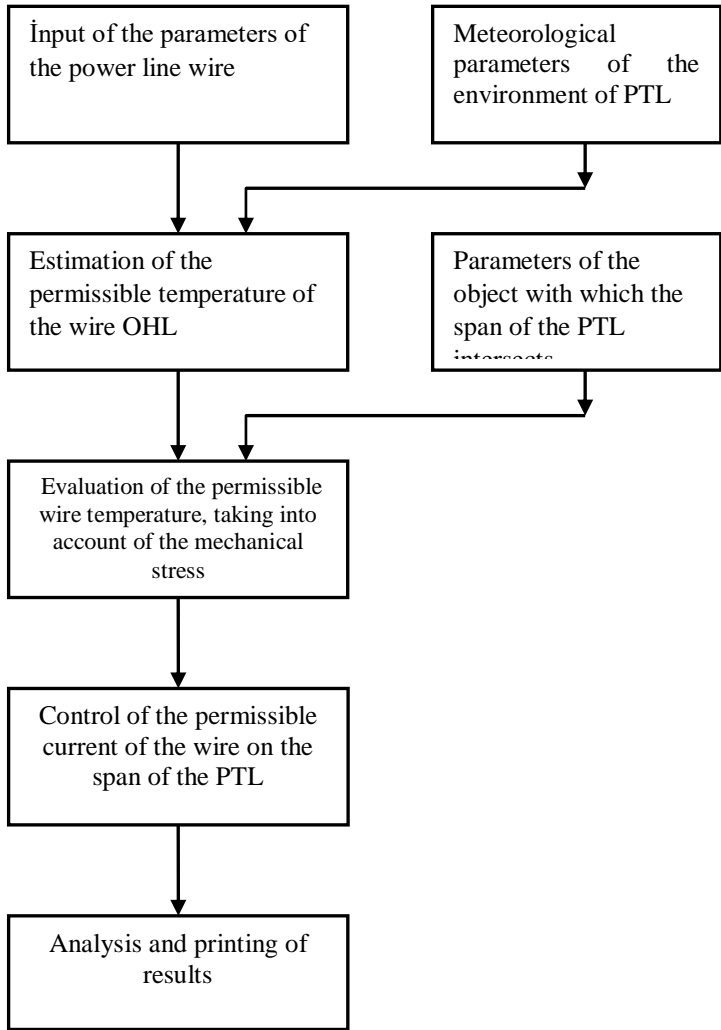 İnput of the parameters of
the power line wire
Meteorological
parameters of the
environment of PTL
Estimation of the
permissible temperature of
the wire OHL
Parameters of the
object with which the
span of the PTL
intersects
Evaluation of the permissible
wire temperature, taking into
account of the mechanical
stress
Control of the permissible
current of the wire on the
span of the PTL
Analysis and printing of
results